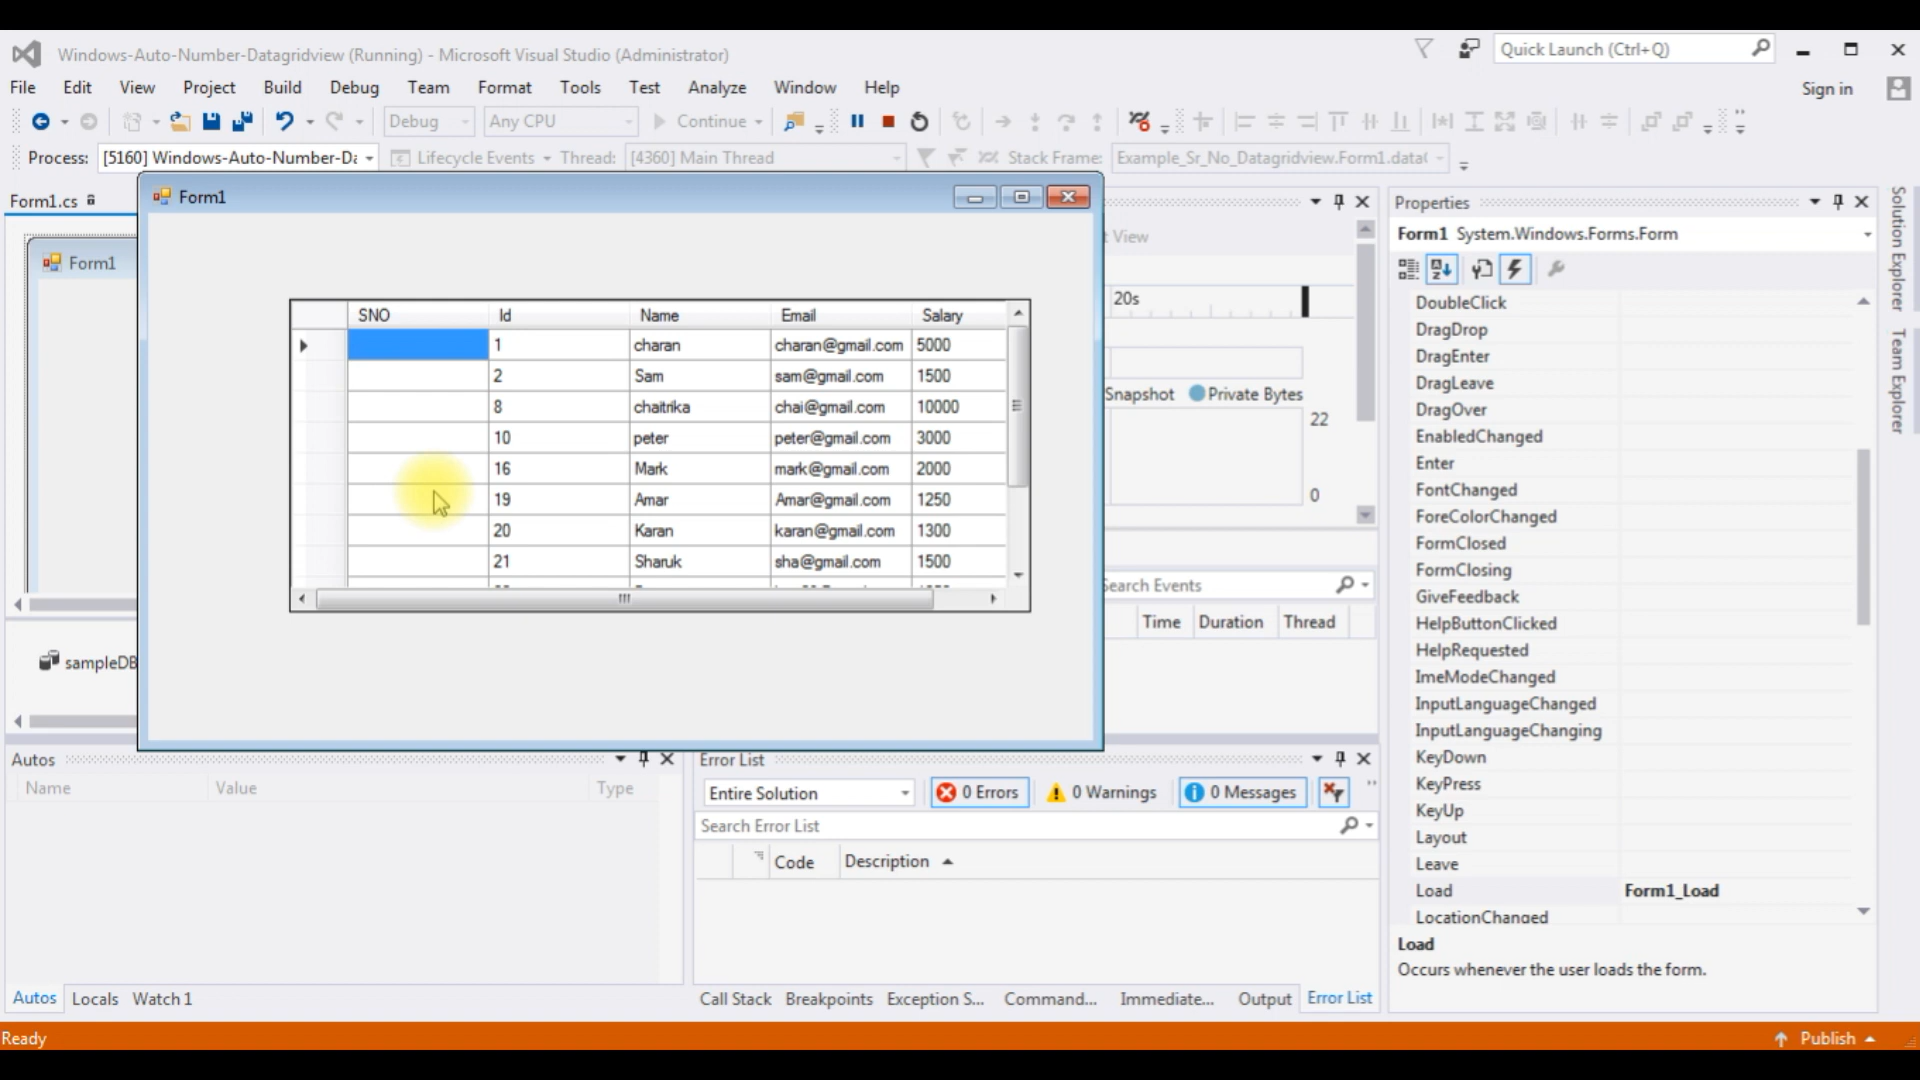 Windows-Auto-Number-Datagridview (Running) - Microsoft Visual Studio (Administrator)
Quick Launch (Ctrl+Q)
File Edit View Project Build Debug Team Format Tools Test Analyze Window Help
Sign in
Debug Any CPU Continue
Process: [5160] Windows-Auto-Number-Da Lifecycle Events Thread: [4360] Main Thread Stack Frame: Example_Sr_No_Datagridview.Form1.data
Form1.cs
Form1
Form1
SNO Id Name Email Salary
1 charan charan@gmail.com 5000
2 Sam sam@gmail.com 1500
8 chaitrika chai@gmail.com 10000
10 peter peter@gmail.com 3000
16 Mark mark@gmail.com 2000
19 Amar Amar@gmail.com 1250
20 Karan karan@gmail.com 1300
21 Sharuk sha@gmail.com 1500
sampleDB
View
20s
Snapshot Private Bytes
22
0
Search Events
Time Duration Thread
Properties
Form1 System.Windows.Forms.Form
DoubleClick
DragDrop
DragEnter
DragLeave
DragOver
EnabledChanged
Enter
FontChanged
ForeColorChanged
FormClosed
FormClosing
GiveFeedback
HelpButtonClicked
HelpRequested
ImeModeChanged
InputLanguageChanged
InputLanguageChanging
KeyDown
KeyPress
KeyUp
Layout
Leave
Load Form1_Load
LocationChanged
Load
Occurs whenever the user loads the form.
Solution Explorer
Team Explorer
Autos
Name Value Type
Autos Locals Watch 1
Error List
Entire Solution 0 Errors 0 Warnings 0 Messages
Search Error List
Code Description
Call Stack Breakpoints Exception S... Command... Immediate... Output Error List
Ready
Publish